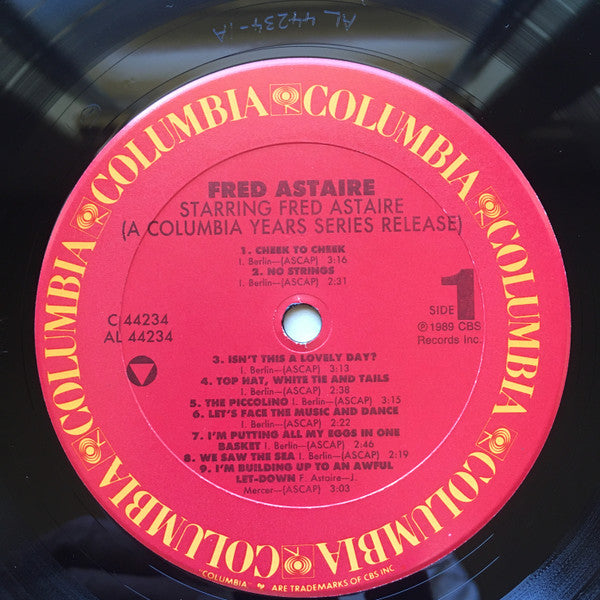 AL 44234-1A
COLUMBIA COLUMBIA COLUMBIA COLUMBIA COLUMBIA COLUMBIA COLUMBIA COLUMBIA
FRED ASTAIRE
STARRING FRED ASTAIRE
(A COLUMBIA YEARS SERIES RELEASE)
1. CHEEK TO CHEEK
I. Berlin—(ASCAP) 3:16
2. NO STRINGS
I. Berlin—(ASCAP) 2:31
C 44234
AL 44234
SIDE 1
℗ 1989 CBS
Records Inc.
3. ISN'T THIS A LOVELY DAY?
I. Berlin—(ASCAP) 3:13
4. TOP HAT, WHITE TIE AND TAILS
I. Berlin—(ASCAP) 2:38
5. THE PICCOLINO I. Berlin—(ASCAP) 3:15
6. LET'S FACE THE MUSIC AND DANCE
I. Berlin—(ASCAP) 2:22
7. I'M PUTTING ALL MY EGGS IN ONE
BASKET I. Berlin—(ASCAP) 2:46
8. WE SAW THE SEA I. Berlin—(ASCAP) 2:19
9. I'M BUILDING UP TO AN AWFUL
LET-DOWN F. Astaire—J.
Mercer—(ASCAP) 3:03
"COLUMBIA" ARE TRADEMARKS OF CBS INC